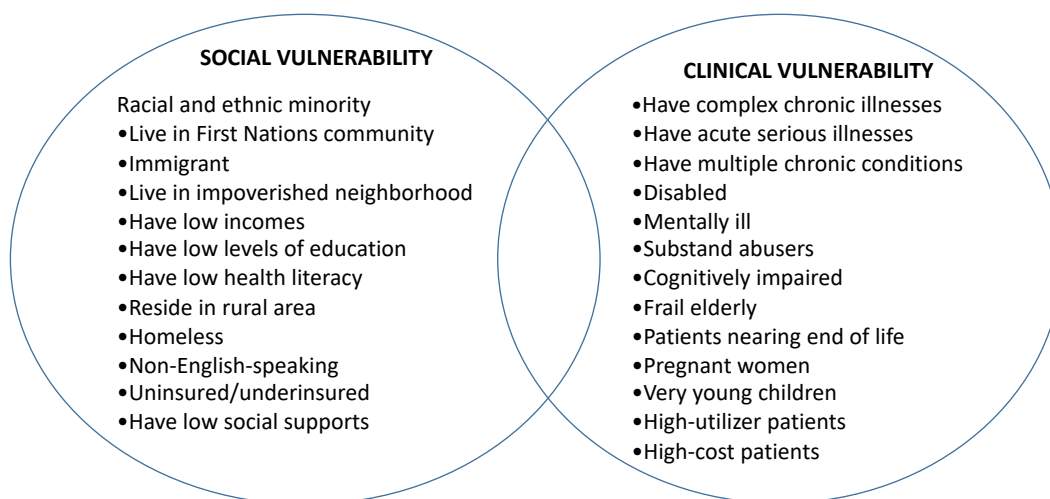 SOCIAL VULNERABILITY
Racial and ethnic minority
•Live in First Nations community
•Immigrant
•Live in impoverished neighborhood
•Have low incomes
•Have low levels of education
•Have low health literacy
•Reside in rural area
•Homeless
•Non-English-speaking
•Uninsured/underinsured
•Have low social supports
CLINICAL VULNERABILITY
•Have complex chronic illnesses
•Have acute serious illnesses
•Have multiple chronic conditions
•Disabled
•Mentally ill
•Substand abusers
•Cognitively impaired
•Frail elderly
•Patients nearing end of life
•Pregnant women
•Very young children
•High-utilizer patients
•High-cost patients